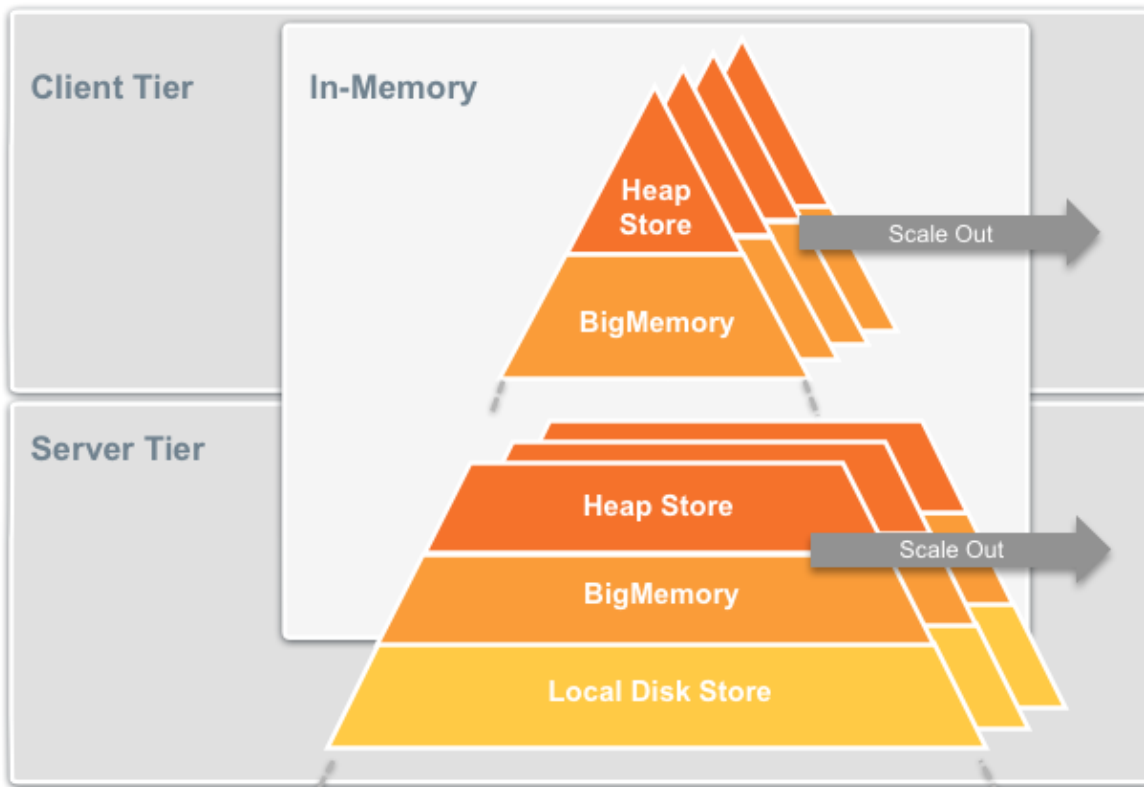 Client Tier
In-Memory
Heap
Store
Scale Out
BigMemory
Server Tier
Heap Store
Scale Out
BigMemory
Local Disk Store